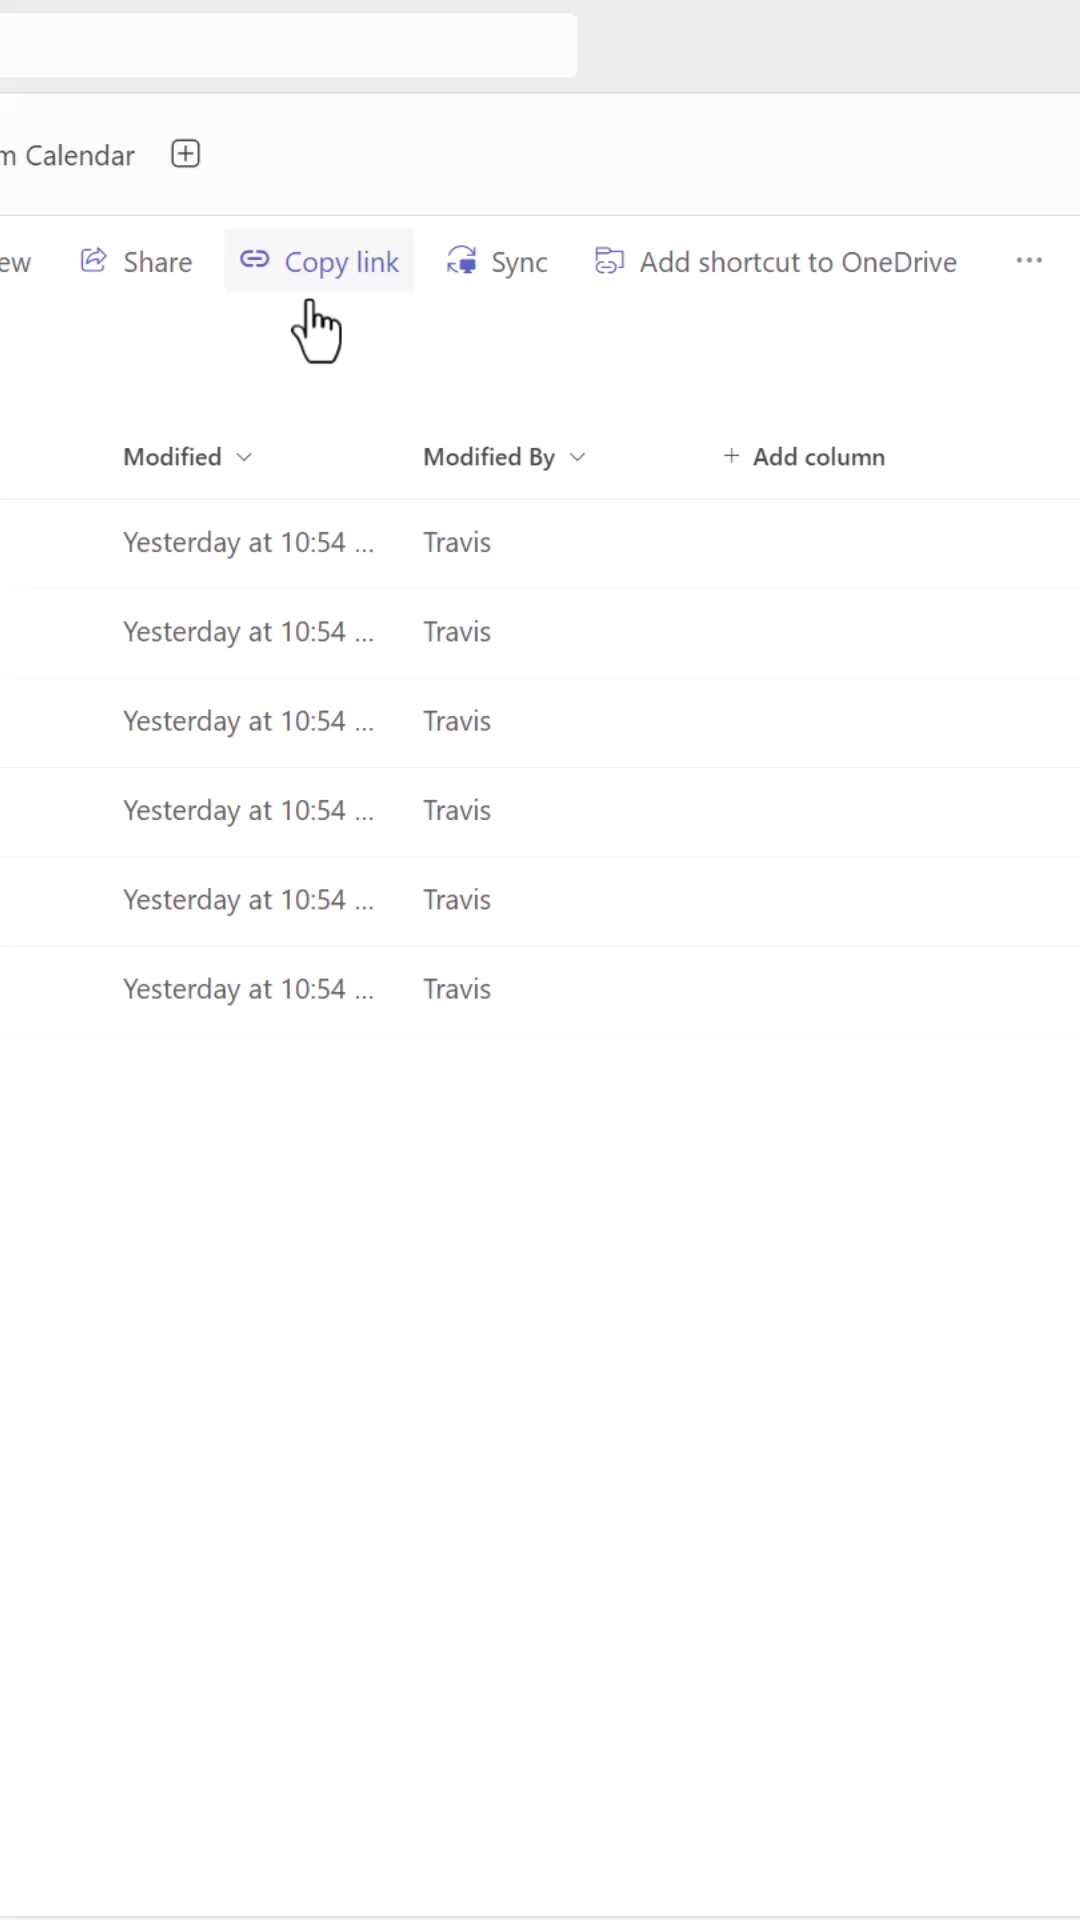 m Calendar
ew Share Copy link Sync Add shortcut to OneDrive ...
Modified Modified By + Add column
Yesterday at 10:54 ... Travis
Yesterday at 10:54 ... Travis
Yesterday at 10:54 ... Travis
Yesterday at 10:54 ... Travis
Yesterday at 10:54 ... Travis
Yesterday at 10:54 ... Travis